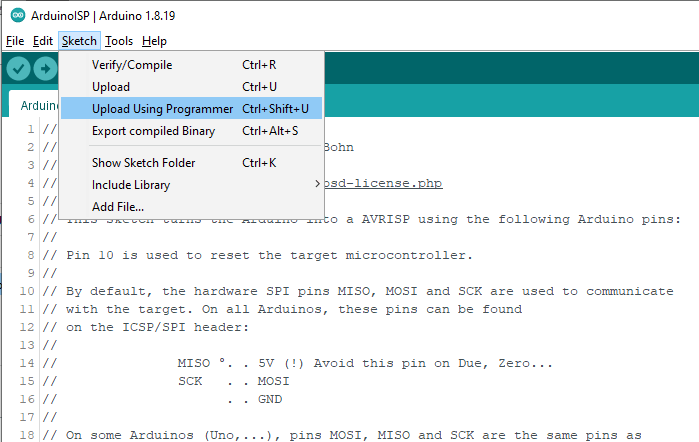 ArduinoISP | Arduino 1.8.19
File Edit Sketch Tools Help
Verify/Compile Ctrl+R
Upload Ctrl+U
Upload Using Programmer Ctrl+Shift+U
Export compiled Binary Ctrl+Alt+S
Show Sketch Folder Ctrl+K
Include Library
Add File...
1 //
2 // Bohn
3 //
4 // bsd-license.php
5 //
6 // This sketch turns the Arduino into a AVRISP using the following Arduino pins:
7 //
8 // Pin 10 is used to reset the target microcontroller.
9 //
10 // By default, the hardware SPI pins MISO, MOSI and SCK are used to communicate
11 // with the target. On all Arduinos, these pins can be found
12 // on the ICSP/SPI header:
13 //
14 // MISO °. . 5V (!) Avoid this pin on Due, Zero...
15 // SCK . . MOSI
16 // . . GND
17 //
18 // On some Arduinos (Uno,...), pins MOSI, MISO and SCK are the same pins as